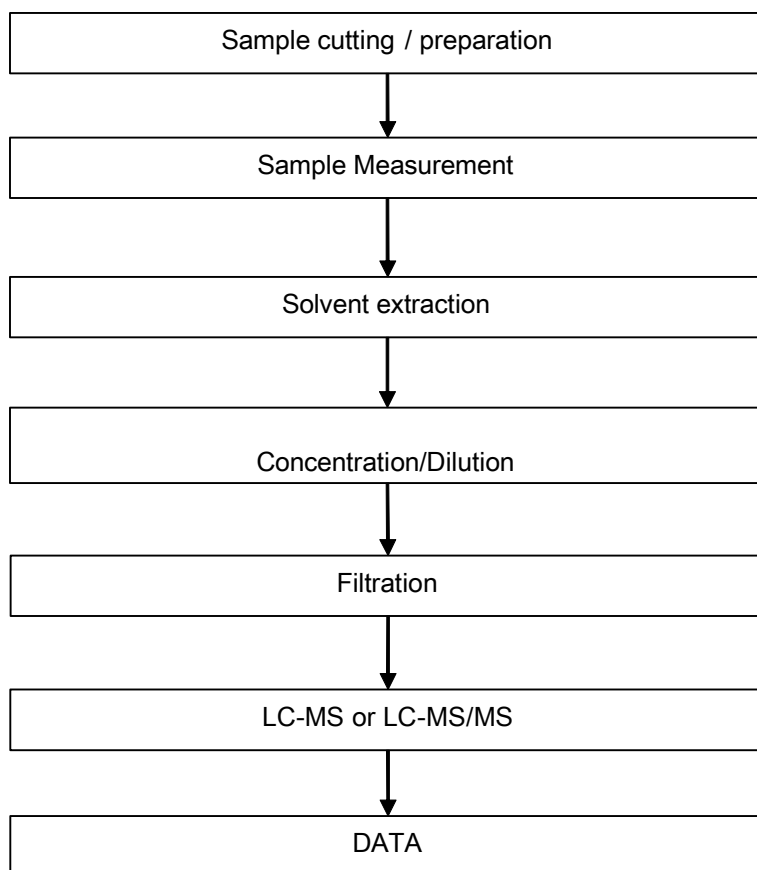 Sample cutting / preparation
Sample Measurement
Solvent extraction
Concentration/Dilution
Filtration
LC-MS or LC-MS/MS
DATA